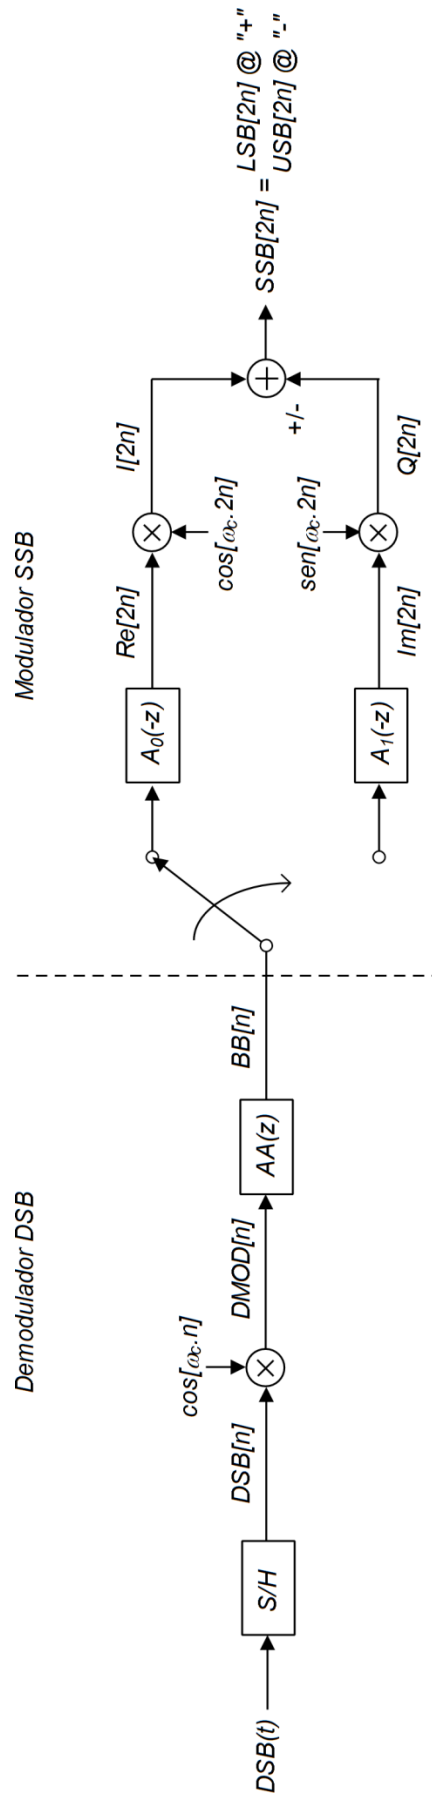 Demodulador DSB
Modulador SSB
DSB(t)
S/H
DSB[n]
cos[ωc.n]
×
DMOD[n]
AA(z)
BB[n]
A0(-z)
Re[2n]
×
cos[ωc. 2n]
I[2n]
A1(-z)
Im[2n]
×
sen[ωc. 2n]
Q[2n]
+
+/-
SSB[2n] =
LSB[2n] @ "+"
USB[2n] @ "-"